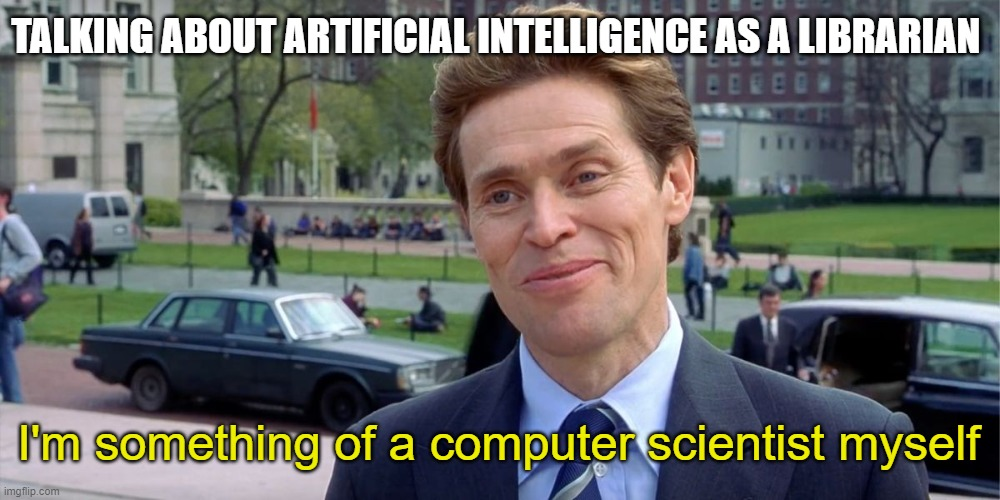 TALKING ABOUT ARTIFICIAL INTELLIGENCE AS A LIBRARIAN
I'm something of a computer scientist myself
imgflip.com